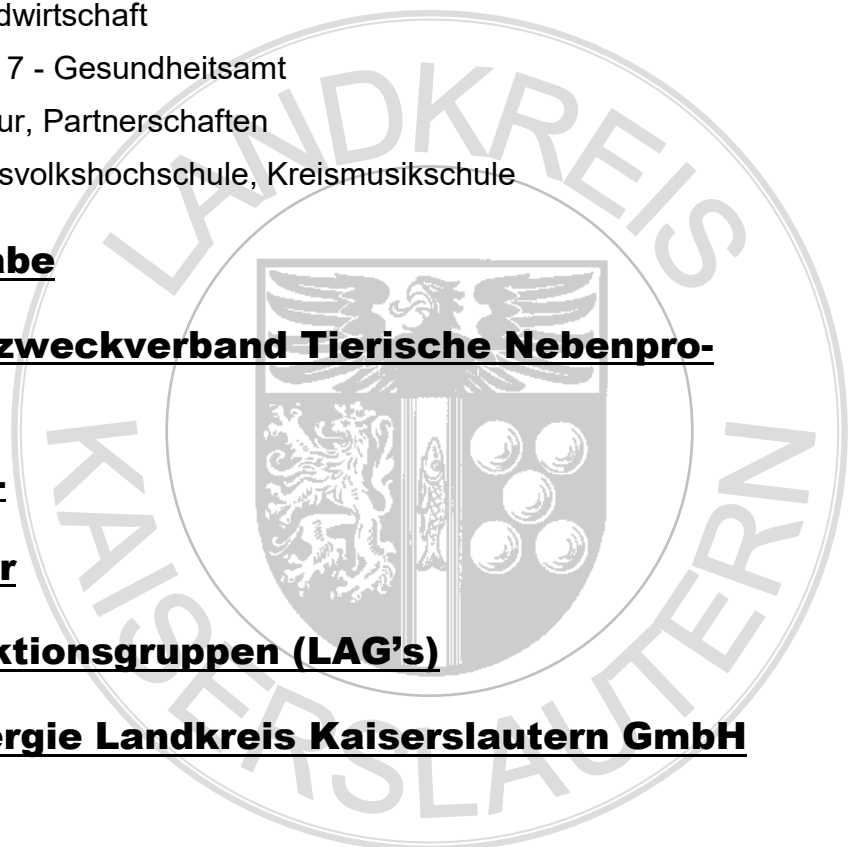 dwirtschaft
7 - Gesundheitsamt
ur, Partnerschaften
svolkshochschule, Kreismusikschule
abe
zweckverband Tierische Nebenpro-
r
ktionsgruppen (LAG’s)
ergie Landkreis Kaiserslautern GmbH
LANDKREIS
KAISERSLAUTERN